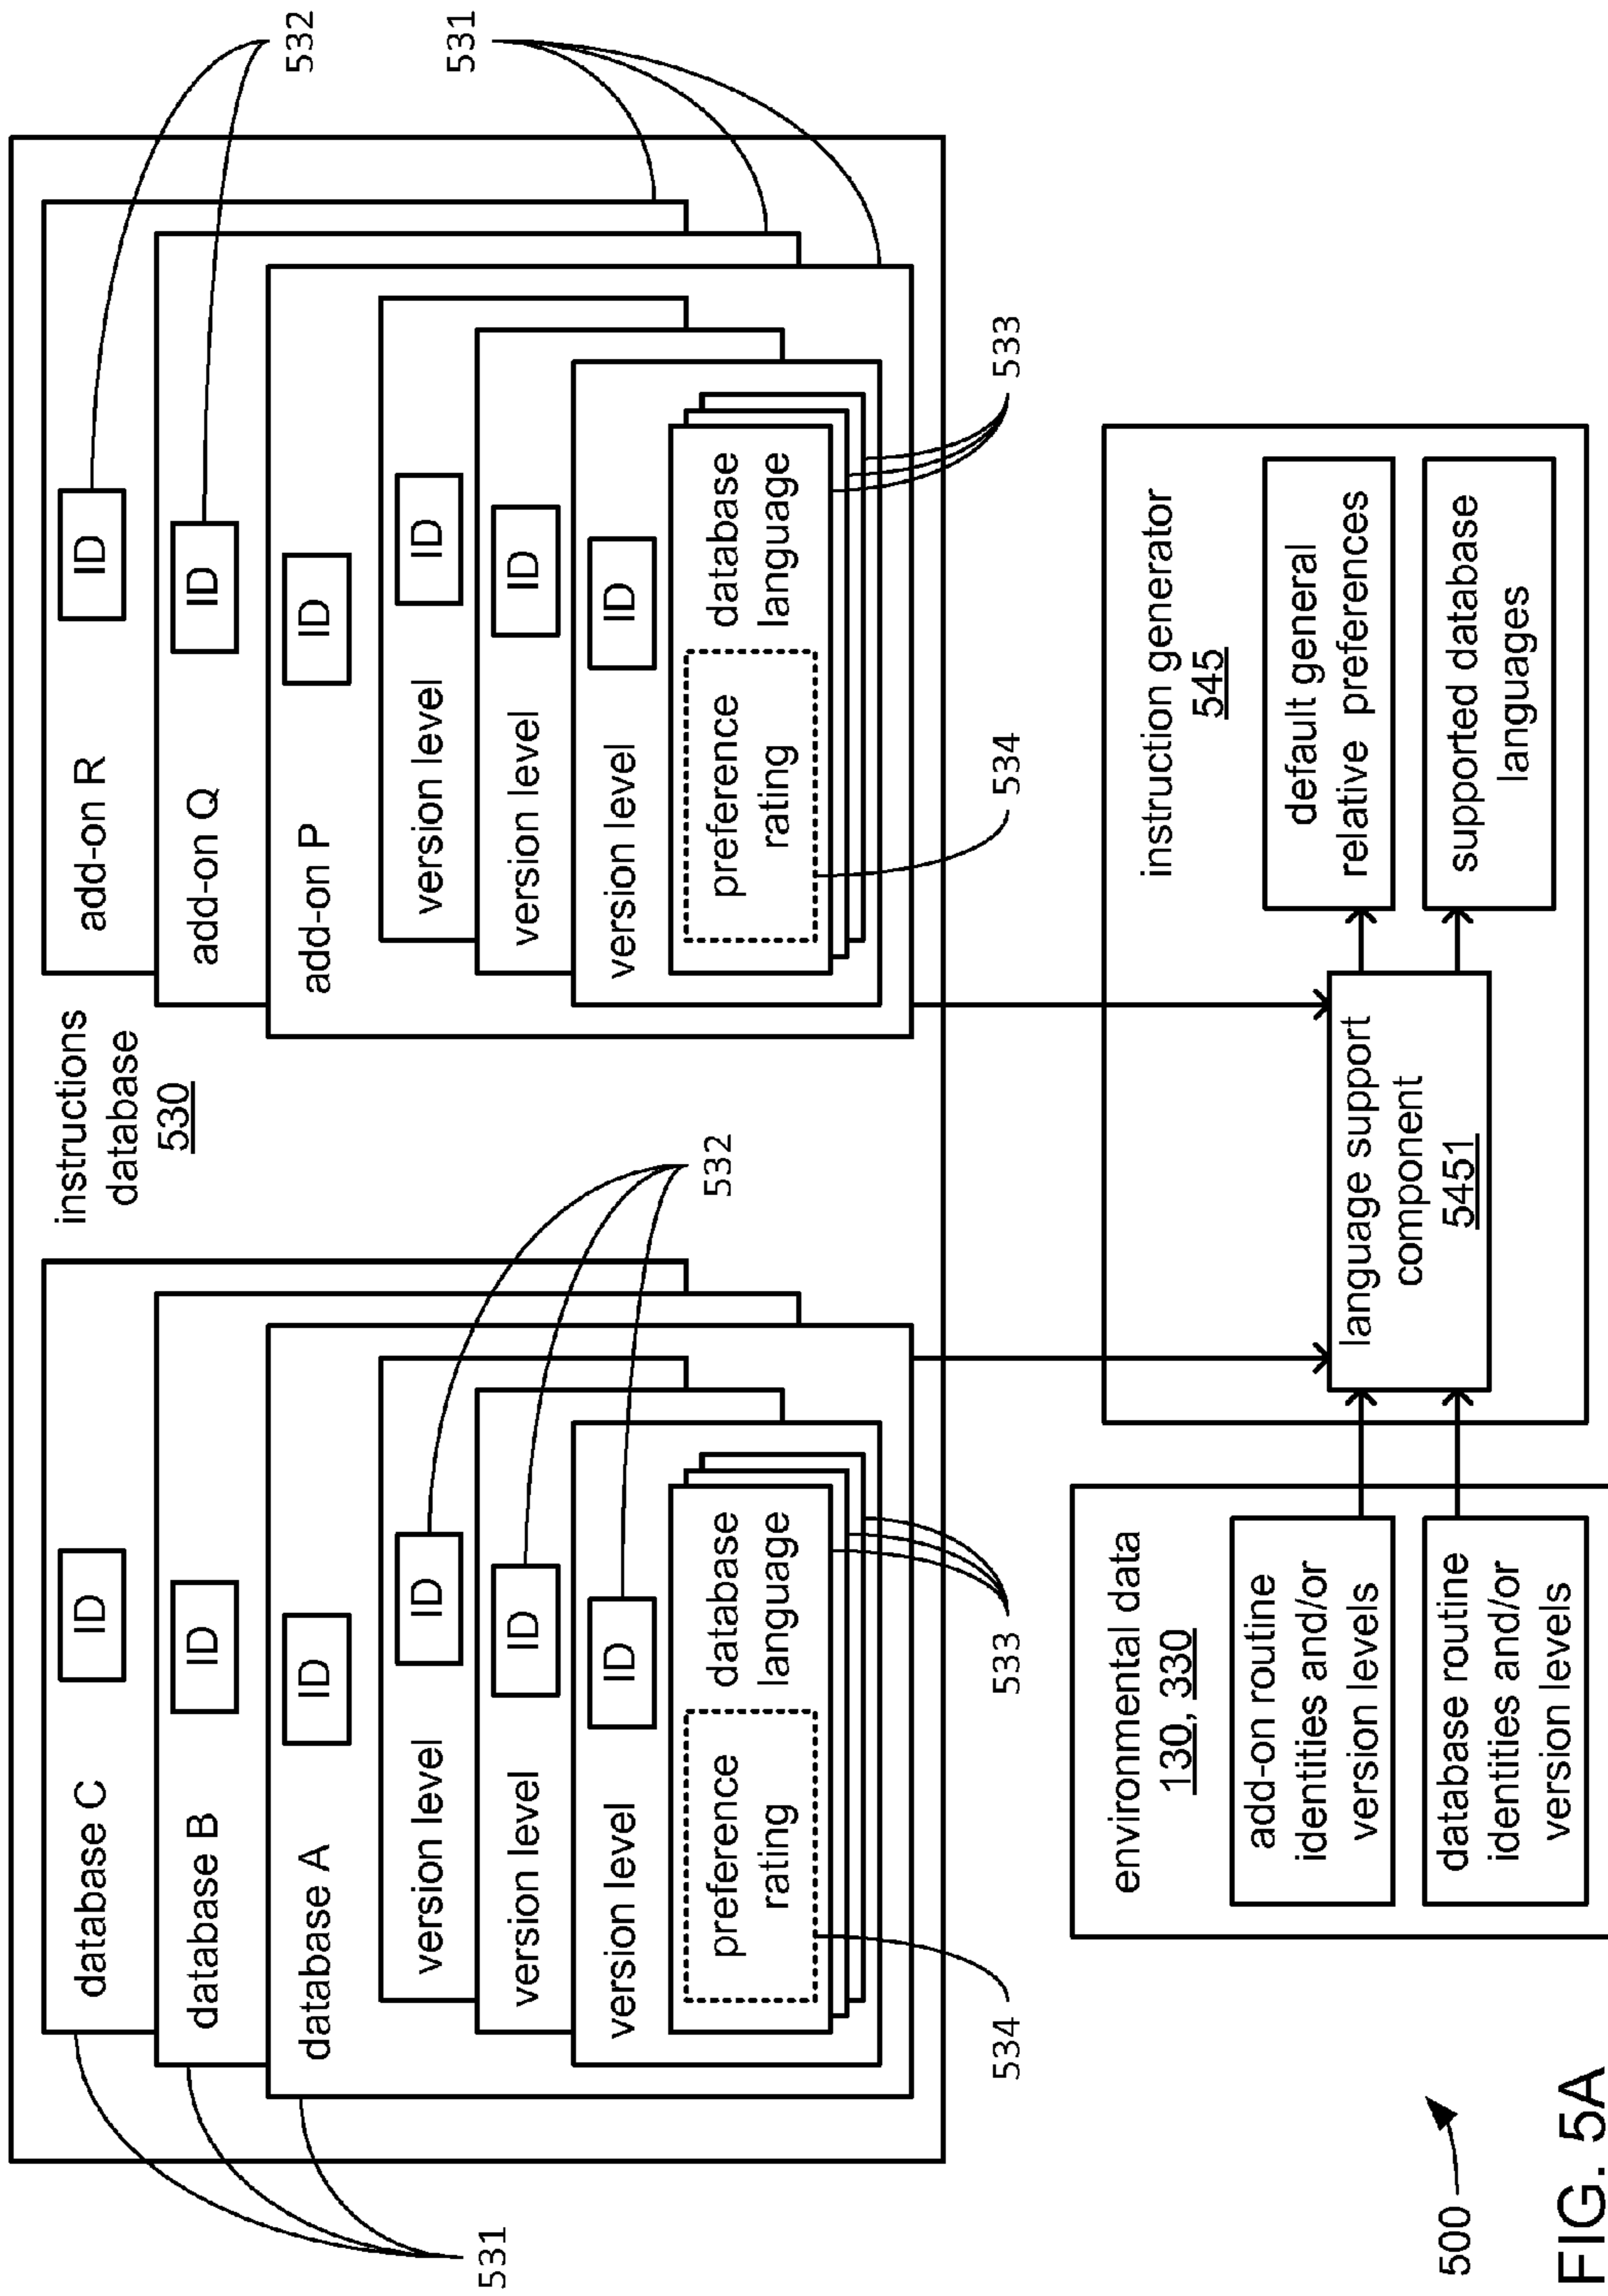 instructions
database
530
database C
ID
database B
ID
database A
ID
version level
ID
version level
ID
version level
ID
preference
rating
database
language
531
532
533
534
add-on R
ID
add-on Q
ID
add-on P
ID
version level
ID
version level
ID
version level
ID
preference
rating
database
language
532
531
533
534
environmental data
130, 330
add-on routine
identities and/or
version levels
database routine
identities and/or
version levels
instruction generator
545
language support
component
5451
default general
relative preferences
supported database
languages
500
FIG. 5A